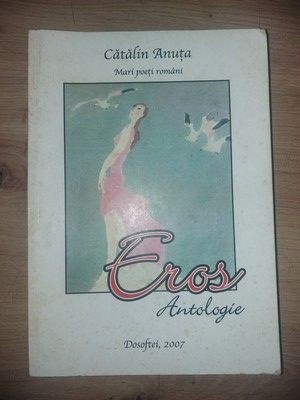 Cătălin Anuța
Mari poeți români
Eros
Antologie
Dosoftei, 2007